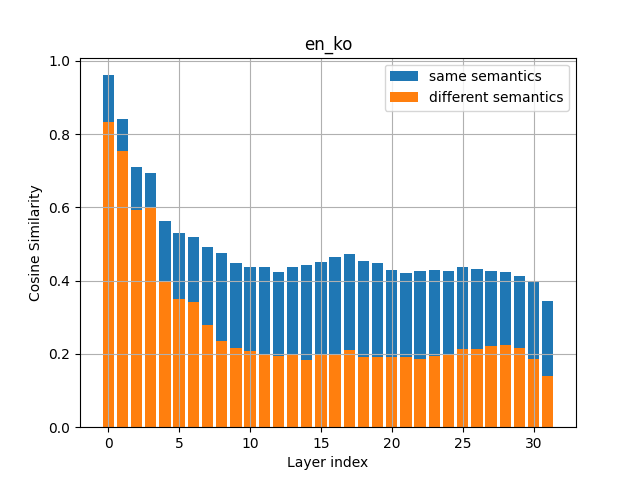 en_ko
same semantics
different semantics
Cosine Similarity
1.0
0.8
0.6
0.4
0.2
0.0
0 5 10 15 20 25 30
Layer index